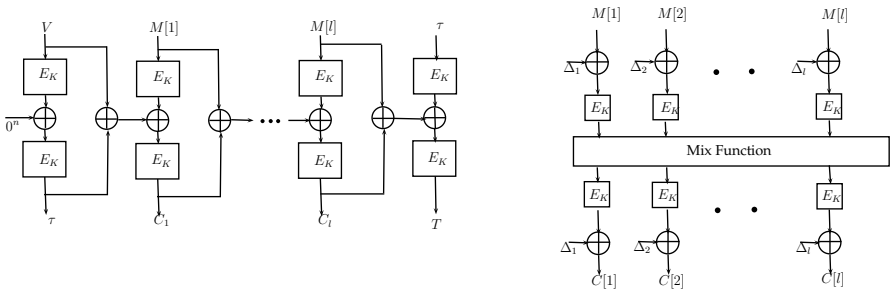 V M[1] M[l] τ
E_K E_K E_K E_K
0^n
E_K E_K E_K E_K
τ C_1 C_l T
M[1] M[2] M[l]
Δ_1 Δ_2 Δ_l
E_K E_K E_K
Mix Function
E_K E_K E_K
Δ_1 Δ_2 Δ_l
C[1] C[2] C[l]